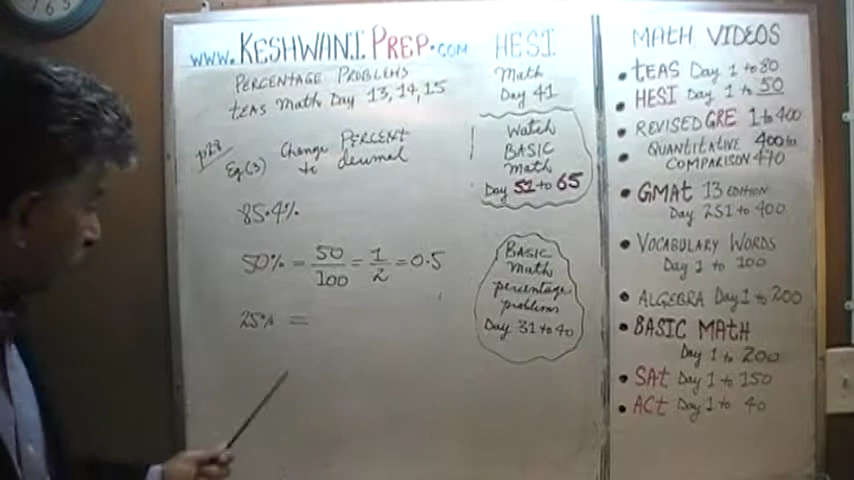 www.KESHWANIPREP.com
PERCENTAGE PROBLEMS
TEAS Math Day 13, 14, 15
p28
Eg(3) Change PERCENT
to decimal
85.4%
50% = 50/100 = 1/2 = 0.5
25% =
HESI
Math
Day 41
Watch
BASIC
Math
Day 51 to 65
BASIC
Math
percentage
problems
Day 31 to 40
MATH VIDEOS
• TEAS Day 1 to 80
• HESI Day 1 to 50
• REVISED GRE 1 to 400
• QUANTITATIVE 400 to
COMPARISON 470
• GMAT 13 EDITION
Day 251 to 400
• VOCABULARY WORDS
Day 1 to 100
• ALGEBRA Day 1 to 200
• BASIC MATH
Day 1 to 200
• SAT Day 1 to 150
• ACT Day 1 to 40